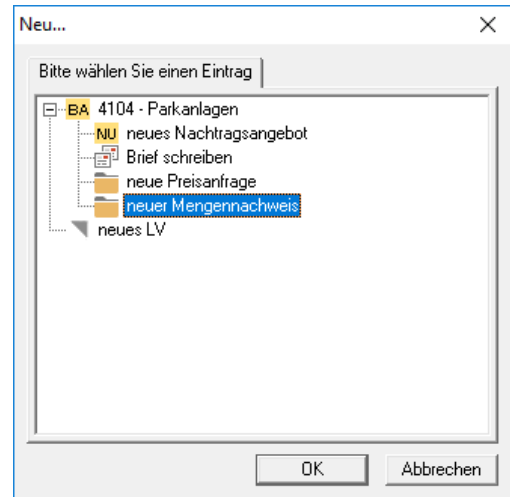 Neu...
Bitte wählen Sie einen Eintrag
BA 4104 - Parkanlagen
NU neues Nachtragsangebot
Brief schreiben
neue Preisanfrage
neuer Mengennachweis
neues LV
OK Abbrechen